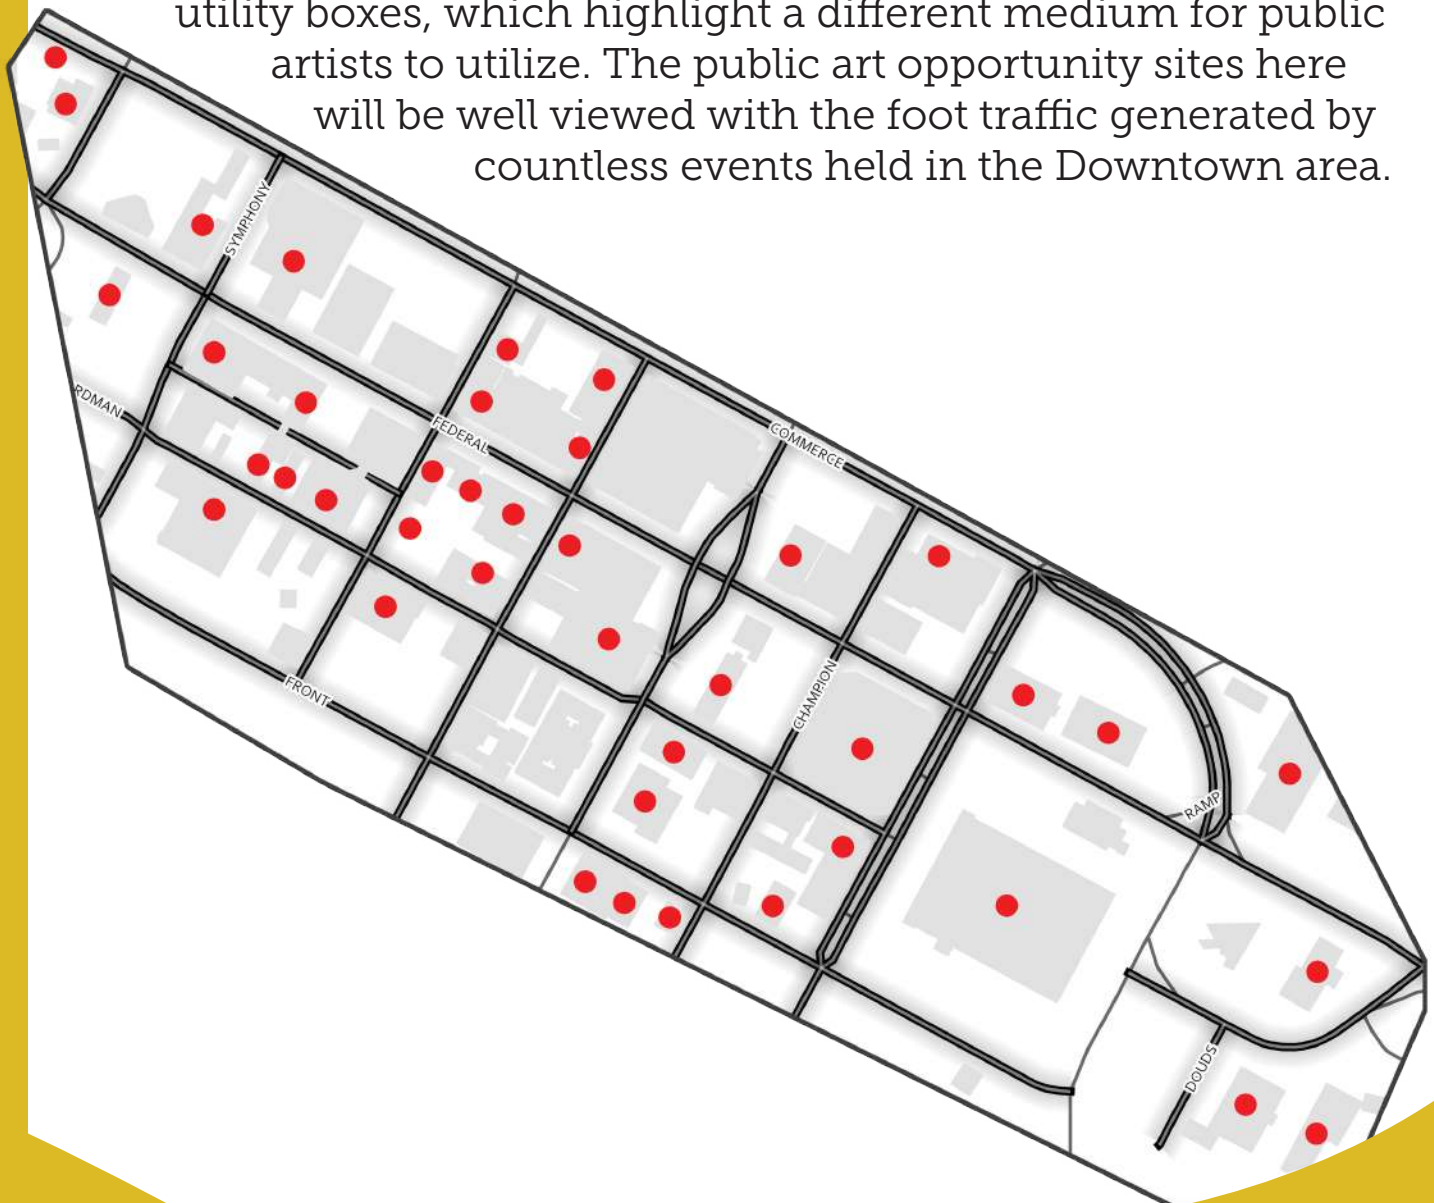 utility boxes, which highlight a different medium for public
artists to utilize. The public art opportunity sites here
will be well viewed with the foot traffic generated by
countless events held in the Downtown area.
SYMPHONY
RDMAN
FEDERAL
COMMERCE
CHAMPION
FRONT
RAMP
DOUDS